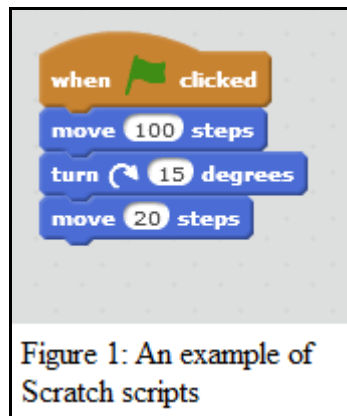 when clicked
move 100 steps
turn 15 degrees
move 20 steps
Figure 1: An example of
Scratch scripts